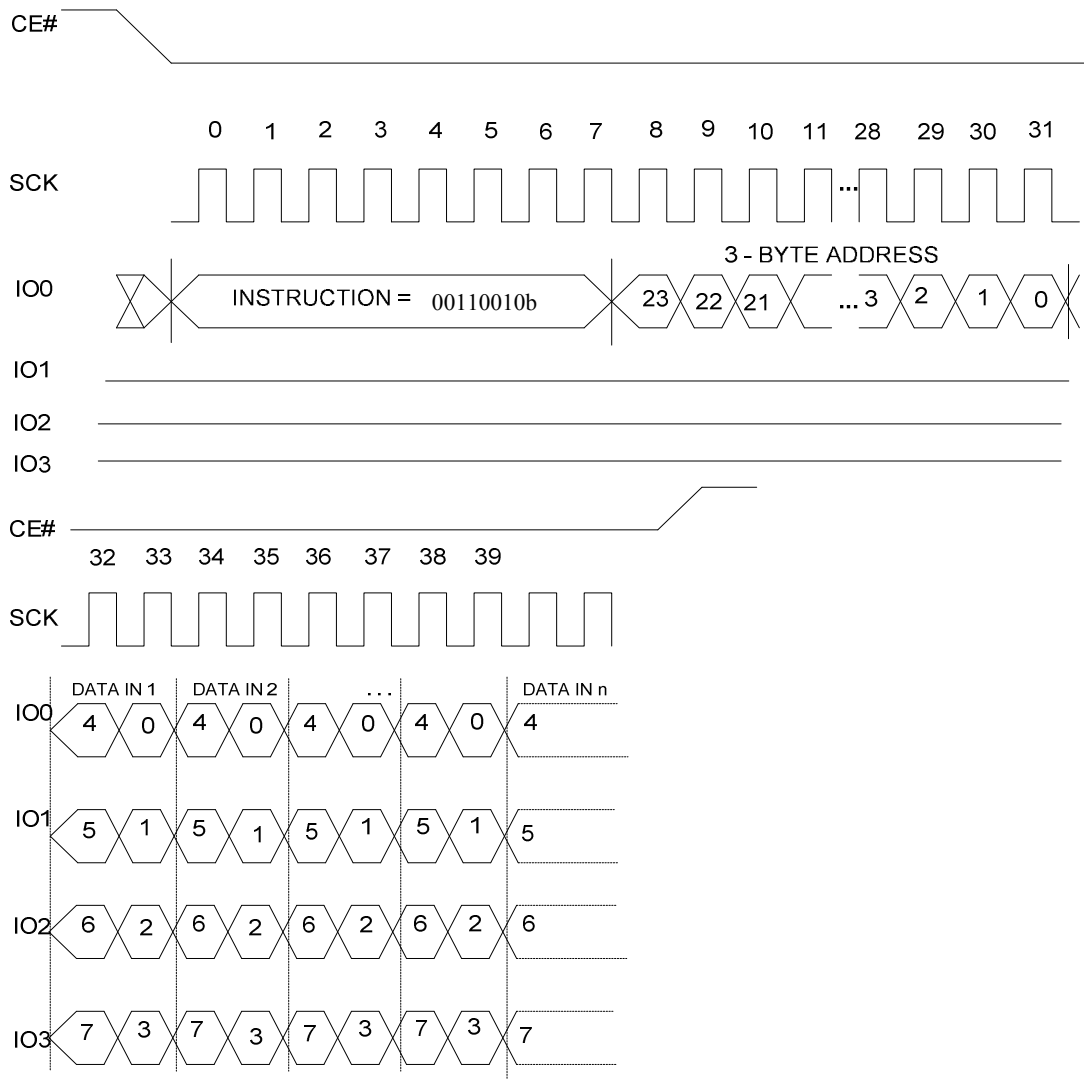 CE#
0 1 2 3 4 5 6 7 8 9 10 11 28 29 30 31
SCK ...
3 - BYTE ADDRESS
IO0 INSTRUCTION = 00110010b 23 22 21 ... 3 2 1 0
IO1
IO2
IO3
CE#
32 33 34 35 36 37 38 39
SCK
DATA IN 1 DATA IN 2 ... DATA IN n
IO0 4 0 4 0 4 0 4 0 4
IO1 5 1 5 1 5 1 5 1 5
IO2 6 2 6 2 6 2 6 2 6
IO3 7 3 7 3 7 3 7 3 7